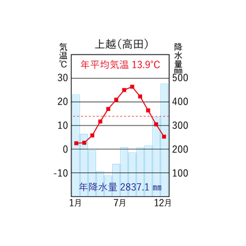 上越(高田)
気温℃
降水量㎜
年平均気温 13.9℃
30
20
10
0
-10
500
400
300
200
100
年降水量 2837.1 ㎜
1月
7月
12月